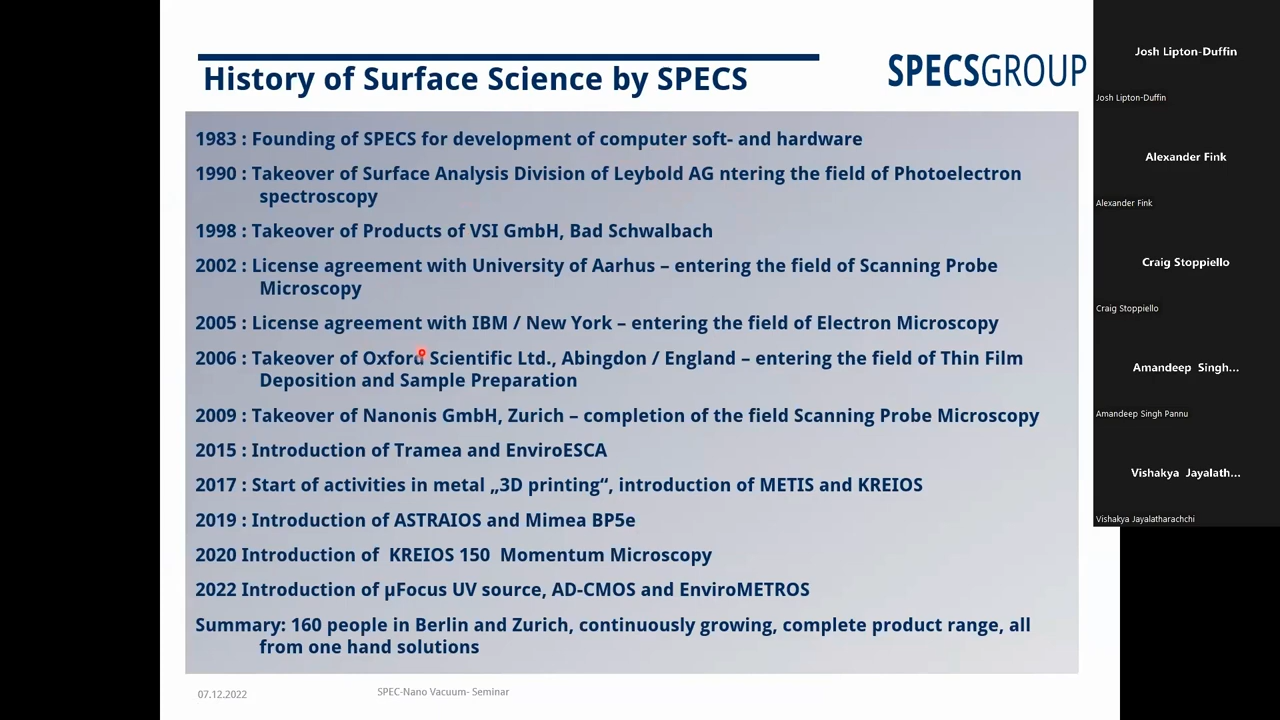 History of Surface Science by SPECS
SPECSGROUP
1983 : Founding of SPECS for development of computer soft- and hardware
1990 : Takeover of Surface Analysis Division of Leybold AG ntering the field of Photoelectron
spectroscopy
1998 : Takeover of Products of VSI GmbH, Bad Schwalbach
2002 : License agreement with University of Aarhus – entering the field of Scanning Probe
Microscopy
2005 : License agreement with IBM / New York – entering the field of Electron Microscopy
2006 : Takeover of Oxford Scientific Ltd., Abingdon / England – entering the field of Thin Film
Deposition and Sample Preparation
2009 : Takeover of Nanonis GmbH, Zurich – completion of the field Scanning Probe Microscopy
2015 : Introduction of Tramea and EnviroESCA
2017 : Start of activities in metal „3D printing“, introduction of METIS and KREIOS
2019 : Introduction of ASTRAIOS and Mimea BP5e
2020 Introduction of KREIOS 150 Momentum Microscopy
2022 Introduction of µFocus UV source, AD-CMOS and EnviroMETROS
Summary: 160 people in Berlin and Zurich, continuously growing, complete product range, all
from one hand solutions
07.12.2022
SPEC-Nano Vacuum- Seminar
Josh Lipton-Duffin
Josh Lipton-Duffin
Alexander Fink
Alexander Fink
Craig Stoppiello
Craig Stoppiello
Amandeep Singh...
Amandeep Singh Pannu
Vishakya Jayalath...
Vishakya Jayalatharachchi